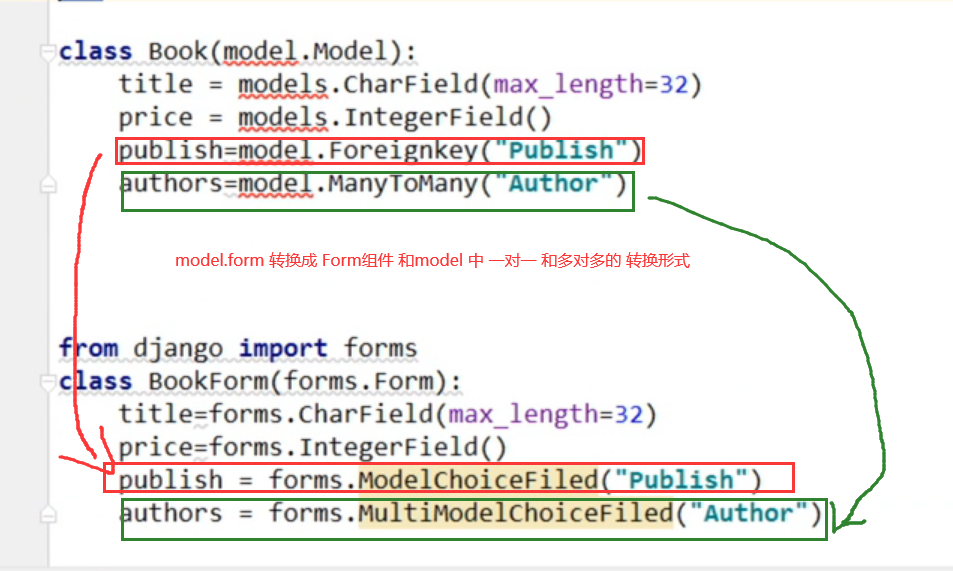 class Book(model.Model):
title = models.CharField(max_length=32)
price = models.IntegerField()
publish=model.Foreignkey("Publish")
authors=model.ManyToMany("Author")
model.form 转换成 Form组件 和model 中 一对一 和多对多的 转换形式
from django import forms
class BookForm(forms.Form):
title=forms.CharField(max_length=32)
price=forms.IntegerField()
publish = forms.ModelChoiceFiled("Publish")
authors = forms.MultiModelChoiceFiled("Author")